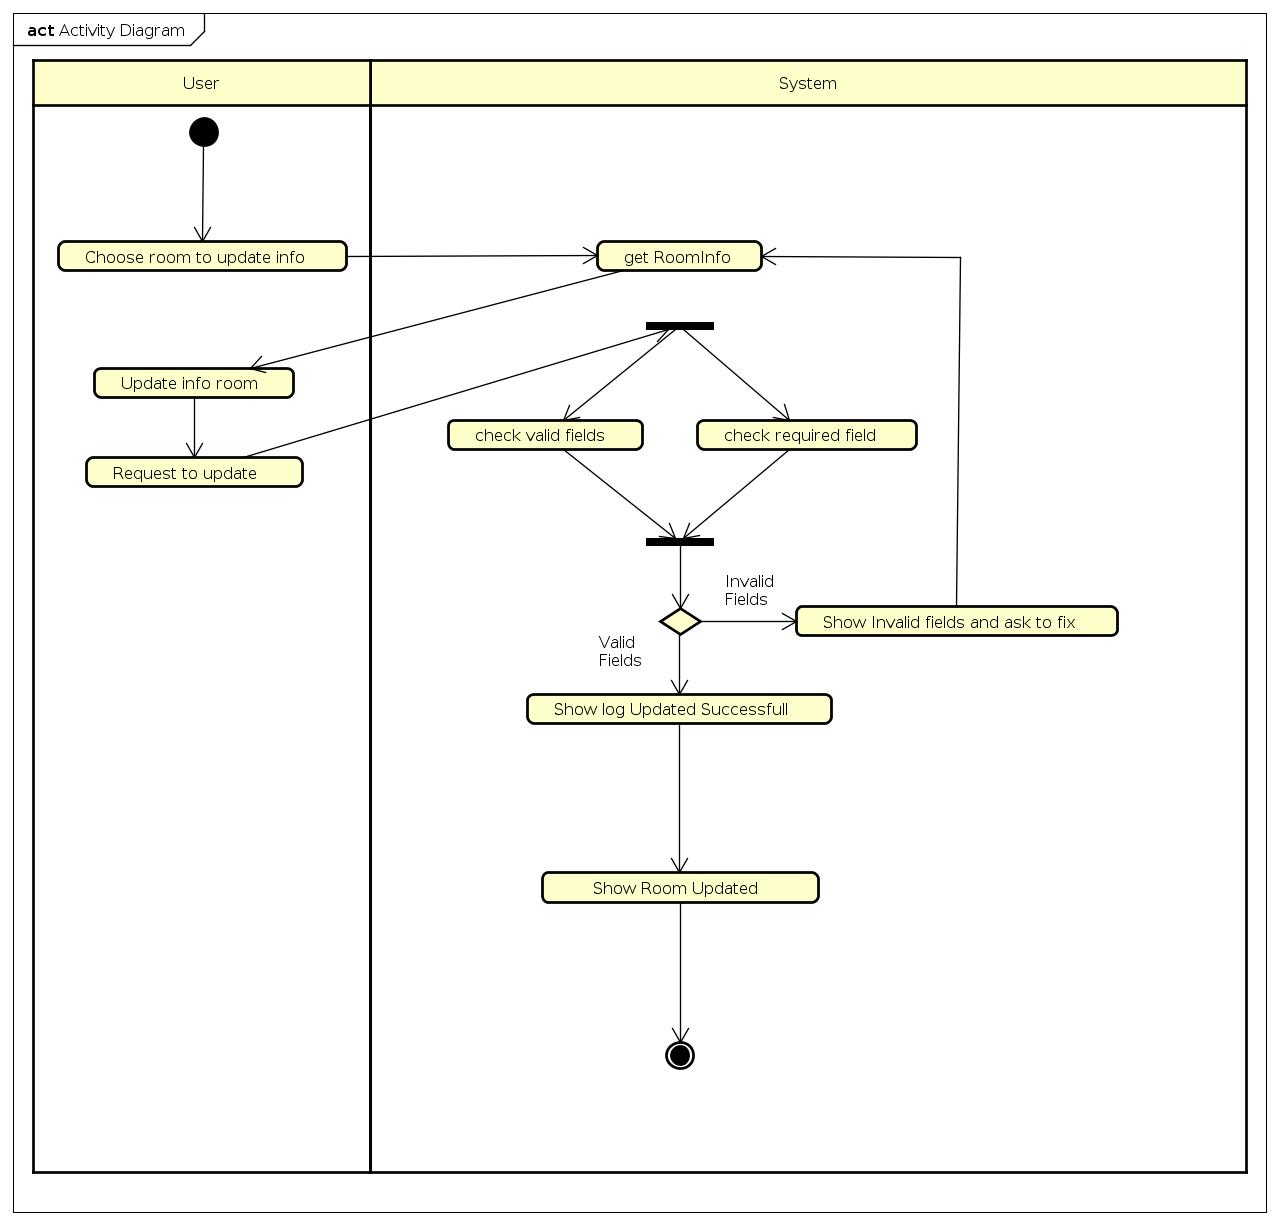 act Activity Diagram
User
System
Choose room to update info
get RoomInfo
Update info room
check valid fields
check required field
Request to update
Invalid
Fields
Show Invalid fields and ask to fix
Valid
Fields
Show log Updated Successfull
Show Room Updated